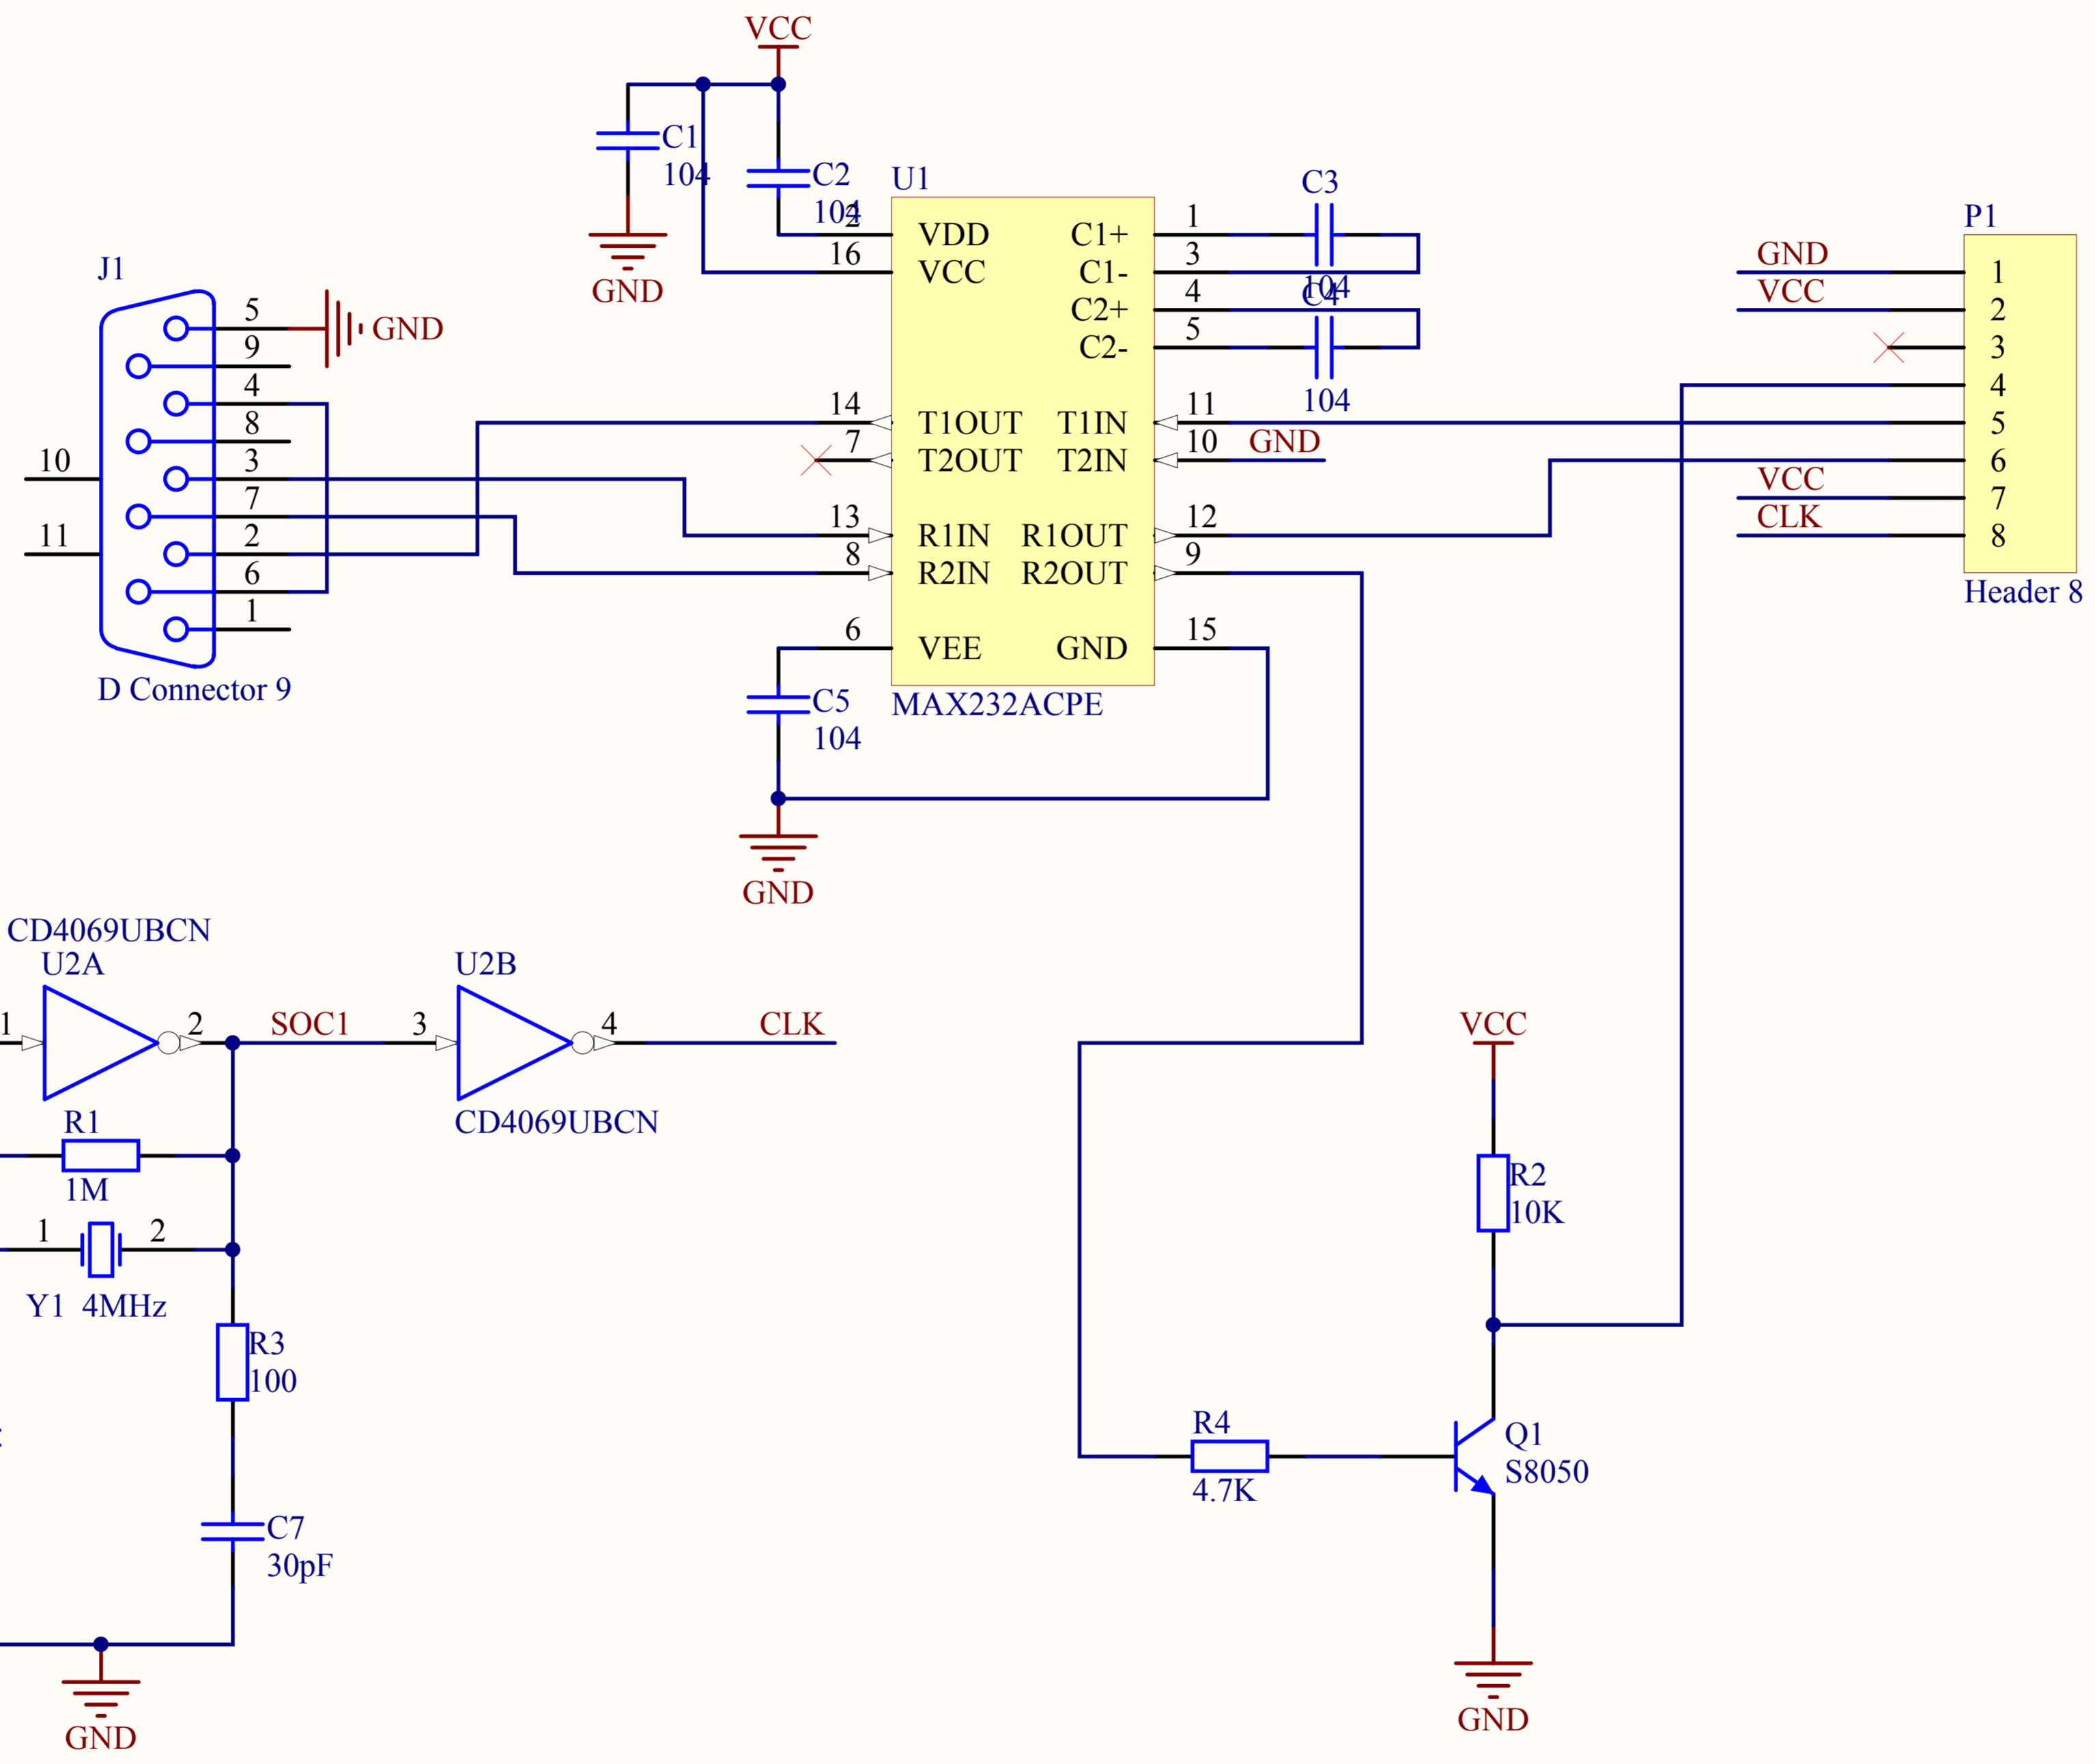 VCC
C1
104
C2
104
GND
U1
2 VDD C1+ 1
16 VCC C1- 3
C2+ 4
C2- 5
14 T1OUT T1IN 11
7 T2OUT T2IN 10 GND
13 R1IN R1OUT 12
8 R2IN R2OUT 9
6 VEE GND 15
MAX232ACPE
C3
104
C4
104
C5
104
GND
J1
5 GND
9
4
8
10 3
7
11 2
6
1
D Connector 9
P1
GND 1
VCC 2
3
4
5
6
VCC 7
CLK 8
Header 8
CD4069UBCN
U2A
1 2 SOC1
U2B
3 4 CLK
CD4069UBCN
R1
1M
1 2
Y1 4MHz
R3
100
C7
30pF
GND
VCC
R2
10K
R4
4.7K
Q1
S8050
GND